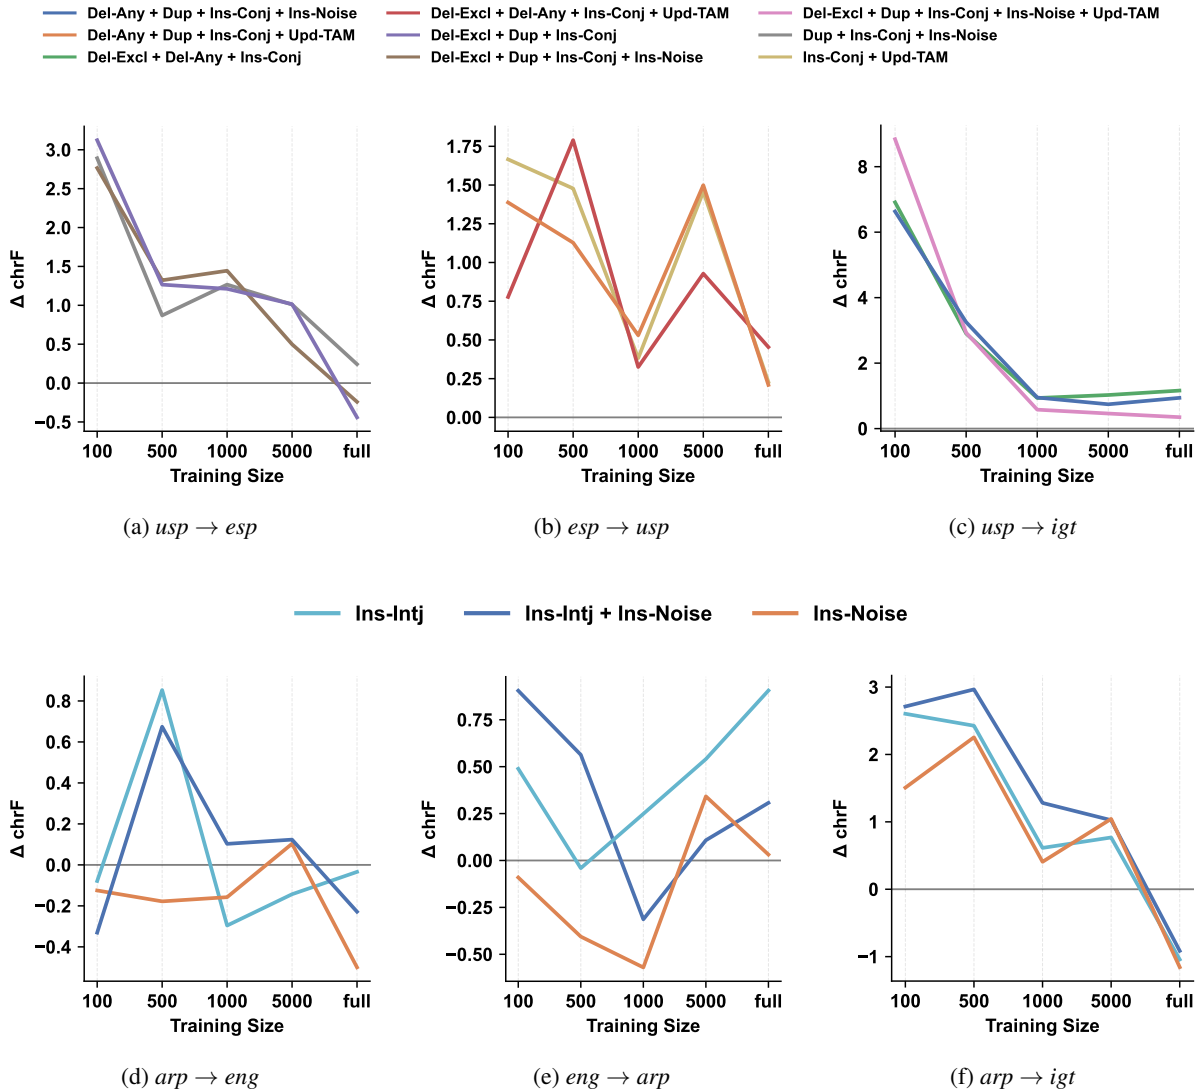 Del-Any + Dup + Ins-Conj + Ins-Noise
Del-Any + Dup + Ins-Conj + Upd-TAM
Del-Excl + Del-Any + Ins-Conj
Del-Excl + Del-Any + Ins-Conj + Upd-TAM
Del-Excl + Dup + Ins-Conj
Del-Excl + Dup + Ins-Conj + Ins-Noise
Del-Excl + Dup + Ins-Conj + Ins-Noise + Upd-TAM
Dup + Ins-Conj + Ins-Noise
Ins-Conj + Upd-TAM
Δ chrF
3.0
2.5
2.0
1.5
1.0
0.5
0.0
−0.5
100 500 1000 5000 full
Training Size
(a) usp → esp
Δ chrF
1.75
1.50
1.25
1.00
0.75
0.50
0.25
0.00
100 500 1000 5000 full
Training Size
(b) esp → usp
Δ chrF
8
6
4
2
0
100 500 1000 5000 full
Training Size
(c) usp → igt
Ins-Intj Ins-Intj + Ins-Noise Ins-Noise
Δ chrF
0.8
0.6
0.4
0.2
0.0
−0.2
−0.4
100 500 1000 5000 full
Training Size
(d) arp → eng
Δ chrF
0.75
0.50
0.25
0.00
−0.25
−0.50
100 500 1000 5000 full
Training Size
(e) eng → arp
Δ chrF
3
2
1
0
−1
100 500 1000 5000 full
Training Size
(f) arp → igt